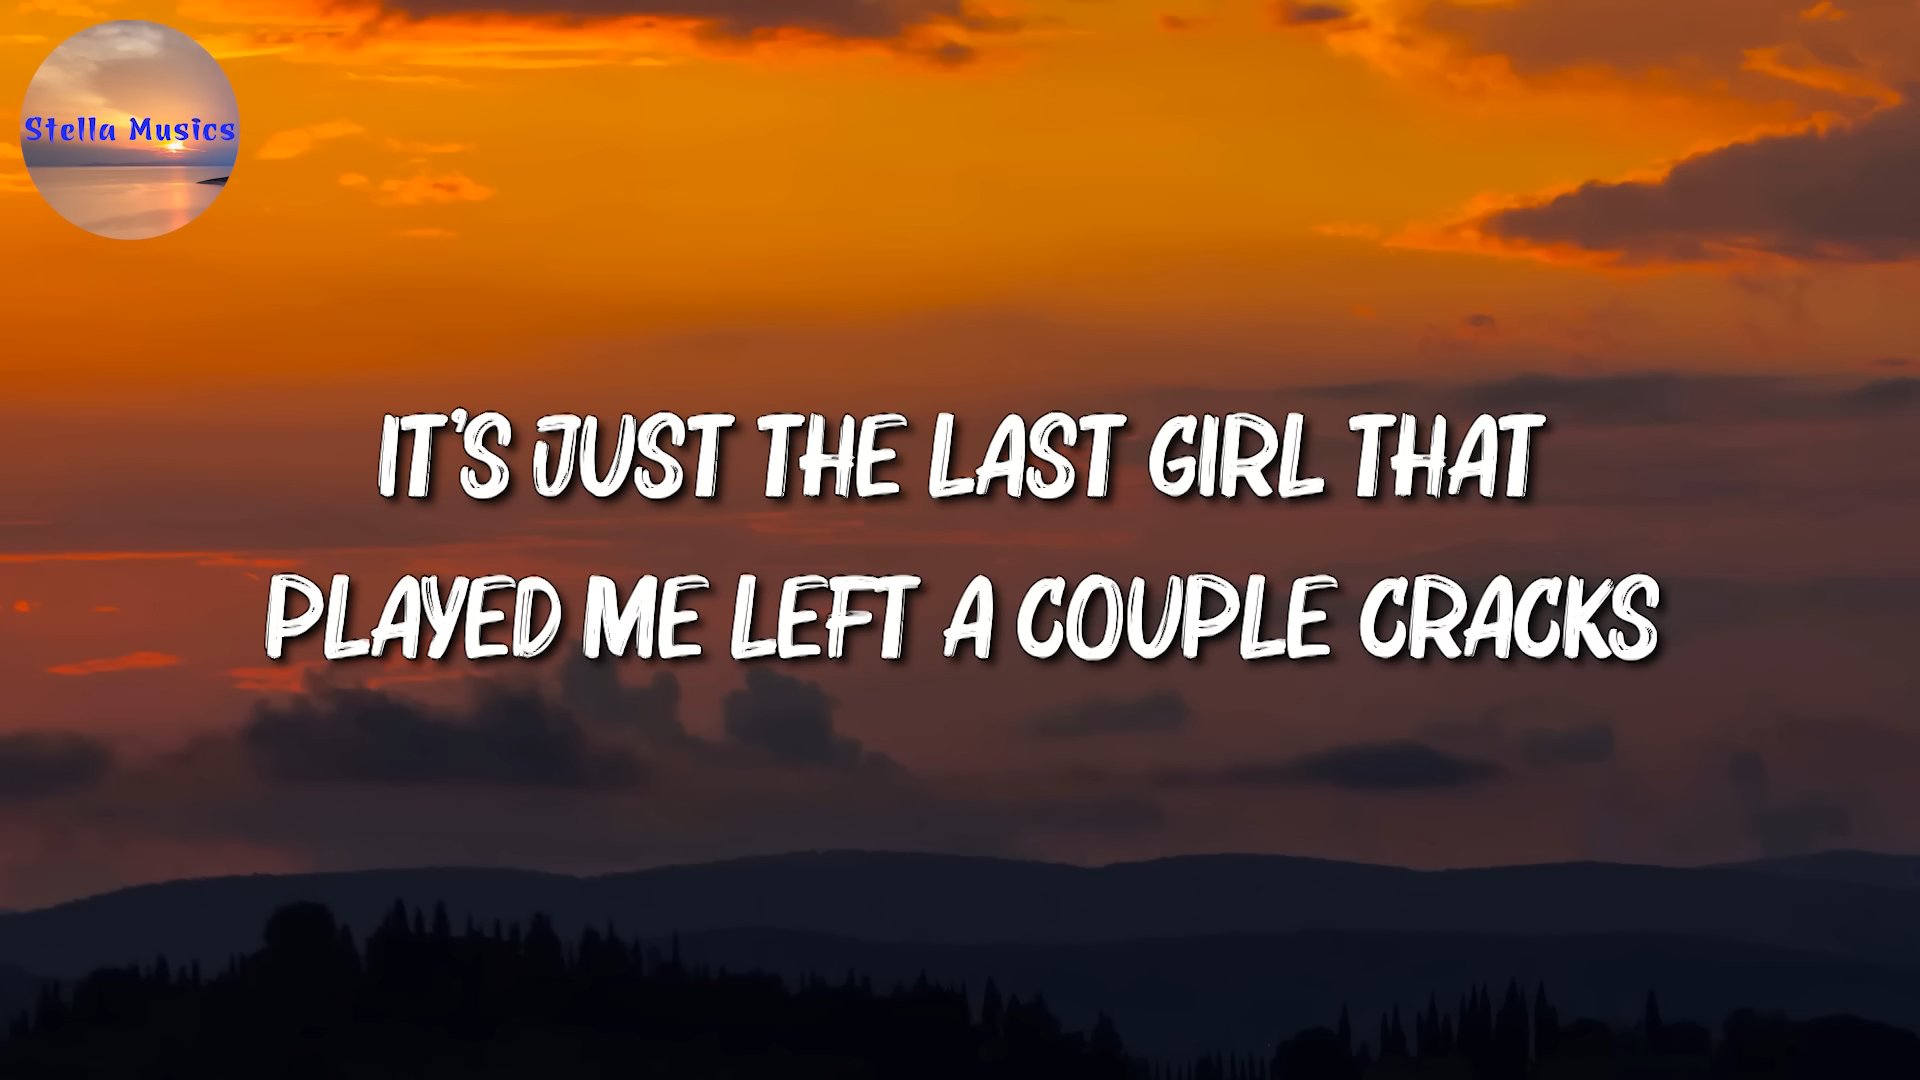 Stella Musics
IT'S JUST THE LAST GIRL THAT
PLAYED ME LEFT A COUPLE CRACKS